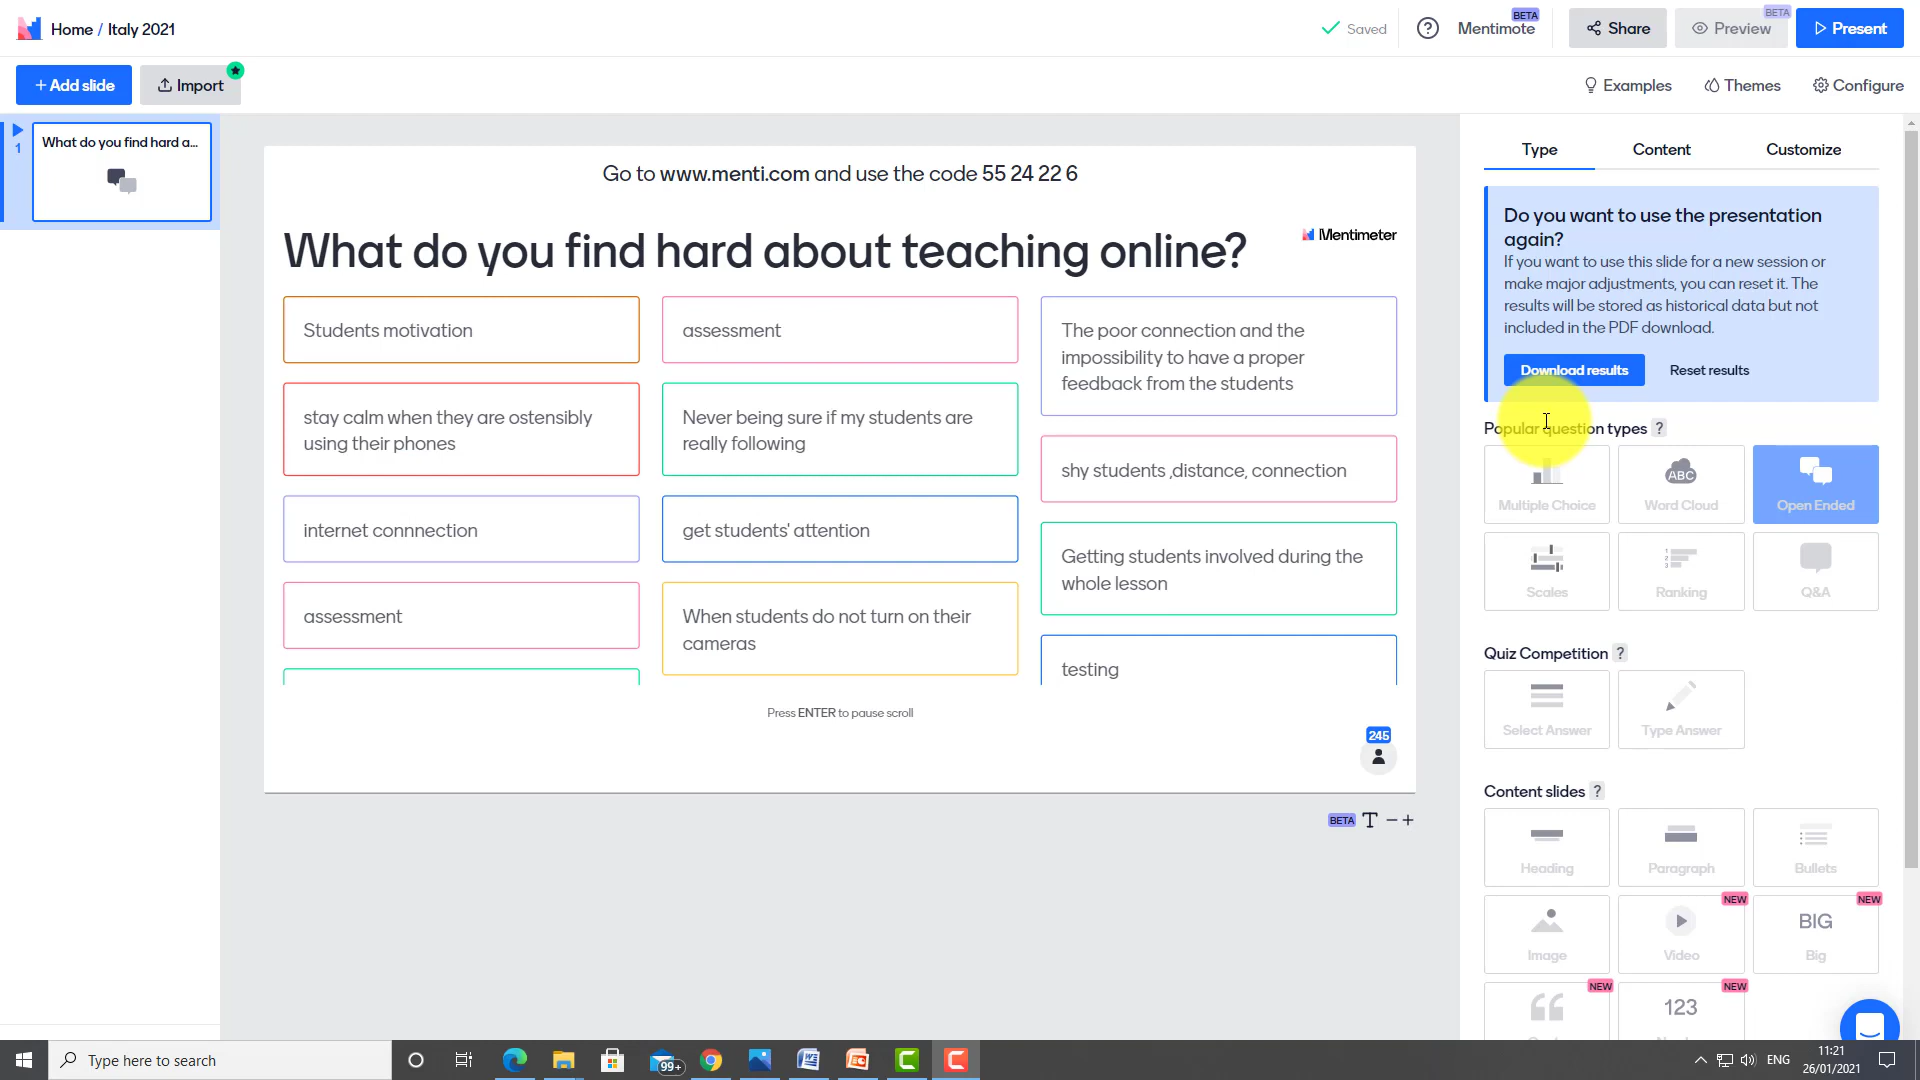 Home / Italy 2021
Saved
Mentimote
BETA
Share
Preview
BETA
Present
+ Add slide
Import
Examples
Themes
Configure
1
What do you find hard a...
Go to www.menti.com and use the code 55 24 22 6
What do you find hard about teaching online?
Mentimeter
Students motivation
stay calm when they are ostensibly
using their phones
internet connnection
assessment
assessment
Never being sure if my students are
really following
get students' attention
When students do not turn on their
cameras
The poor connection and the
impossibility to have a proper
feedback from the students
shy students ,distance, connection
Getting students involved during the
whole lesson
testing
Press ENTER to pause scroll
245
BETA
T
Type
Content
Customize
Do you want to use the presentation
again?
If you want to use this slide for a new session or
make major adjustments, you can reset it. The
results will be stored as historical data but not
included in the PDF download.
Download results
Reset results
Popular question types ?
Multiple Choice
ABC
Word Cloud
Open Ended
Scales
1
2
3
Ranking
Q&A
Quiz Competition ?
Select Answer
Type Answer
Content slides ?
Heading
Paragraph
Bullets
Image
NEW
Video
NEW
BIG
Big
NEW
NEW
123
Type here to search
99+
ENG
11:21
26/01/2021